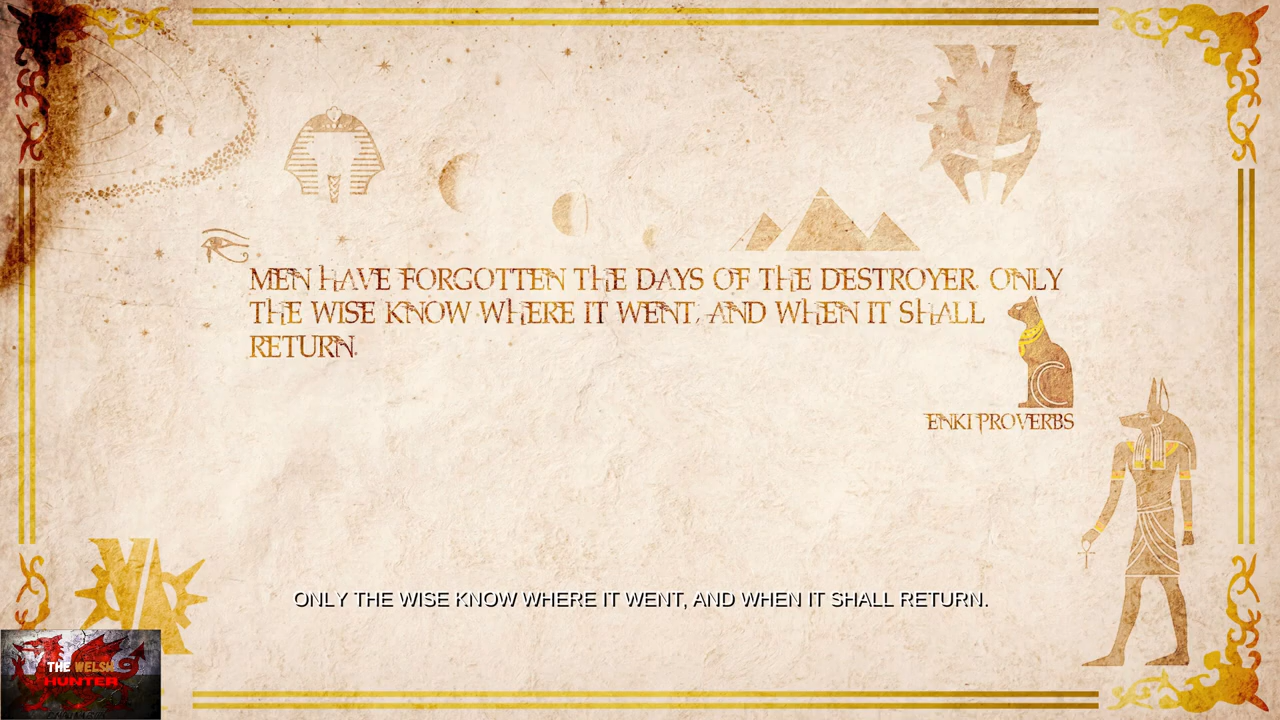 MEN HAVE FORGOTTEN THE DAYS OF THE DESTROYER. ONLY
THE WISE KNOW WHERE IT WENT, AND WHEN IT SHALL
RETURN.
ENKI PROVERBS
ONLY THE WISE KNOW WHERE IT WENT, AND WHEN IT SHALL RETURN.
THE WELSH
HUNTER